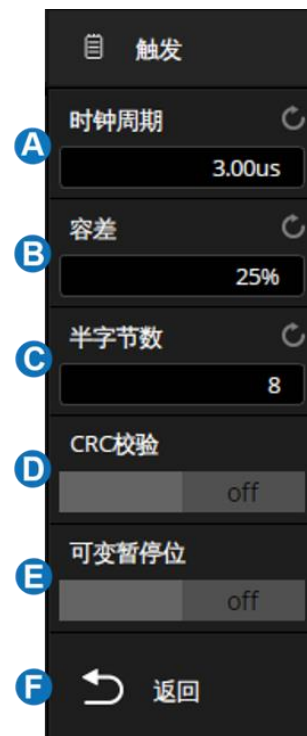 触发
A
时钟周期
3.00us
B
容差
25%
C
半字节数
8
D
CRC校验
off
E
可变暂停位
off
F
返回